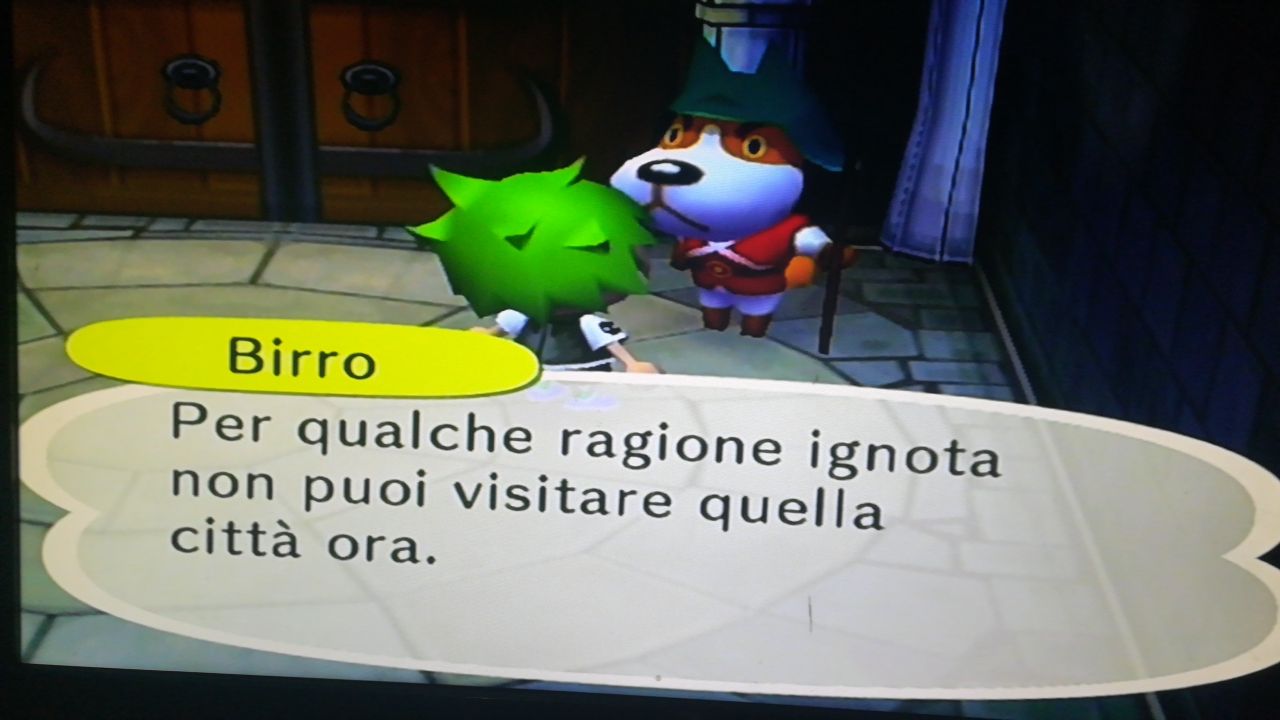 Birro
Per qualche ragione ignota
non puoi visitare quella
città ora.